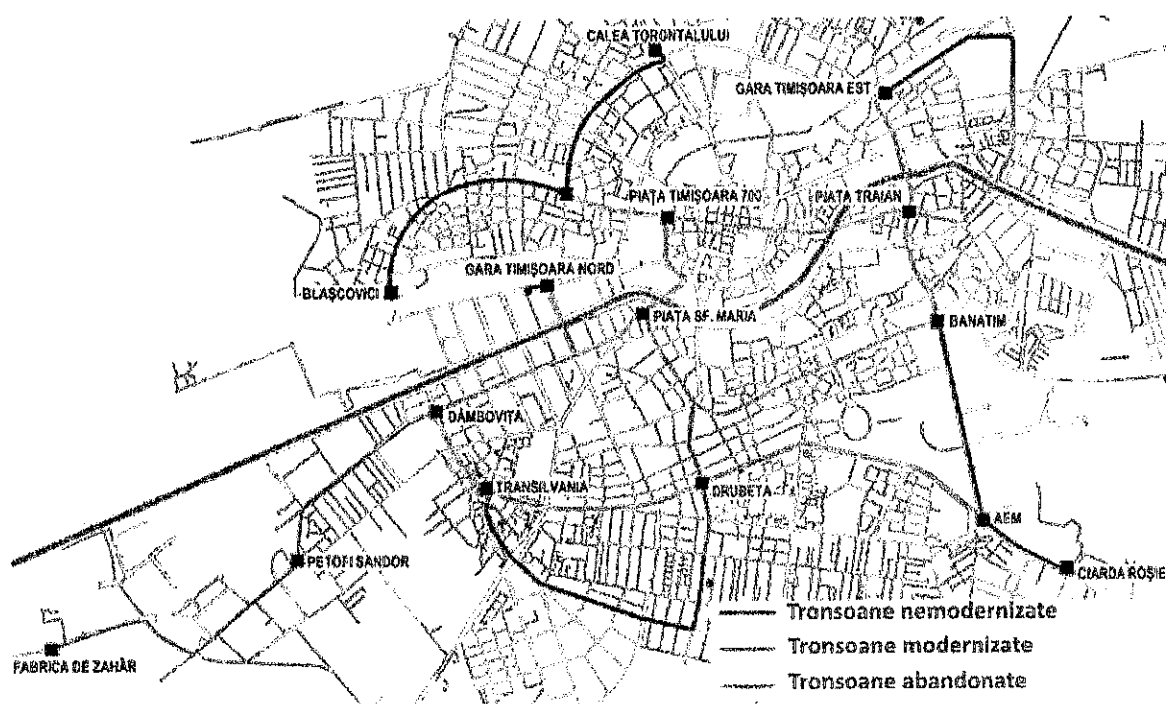 CALEA TORONTALULUI
GARA TIMIȘOARA EST
PIAȚA TIMIȘOARA 700
PIAȚA TRAIAN
GARA TIMIȘOARA NORD
BLAȘCOVICI
PIAȚA SF. MARIA
BANATIM
DÂMBOVIȚA
TRANSILVANIA
DRUBETA
AEM
PETOFI SANDOR
CIARDA ROȘIE
Tronsoane nemodernizate
Tronsoane modernizate
FABRICA DE ZAHĂR
Tronsoane abandonate